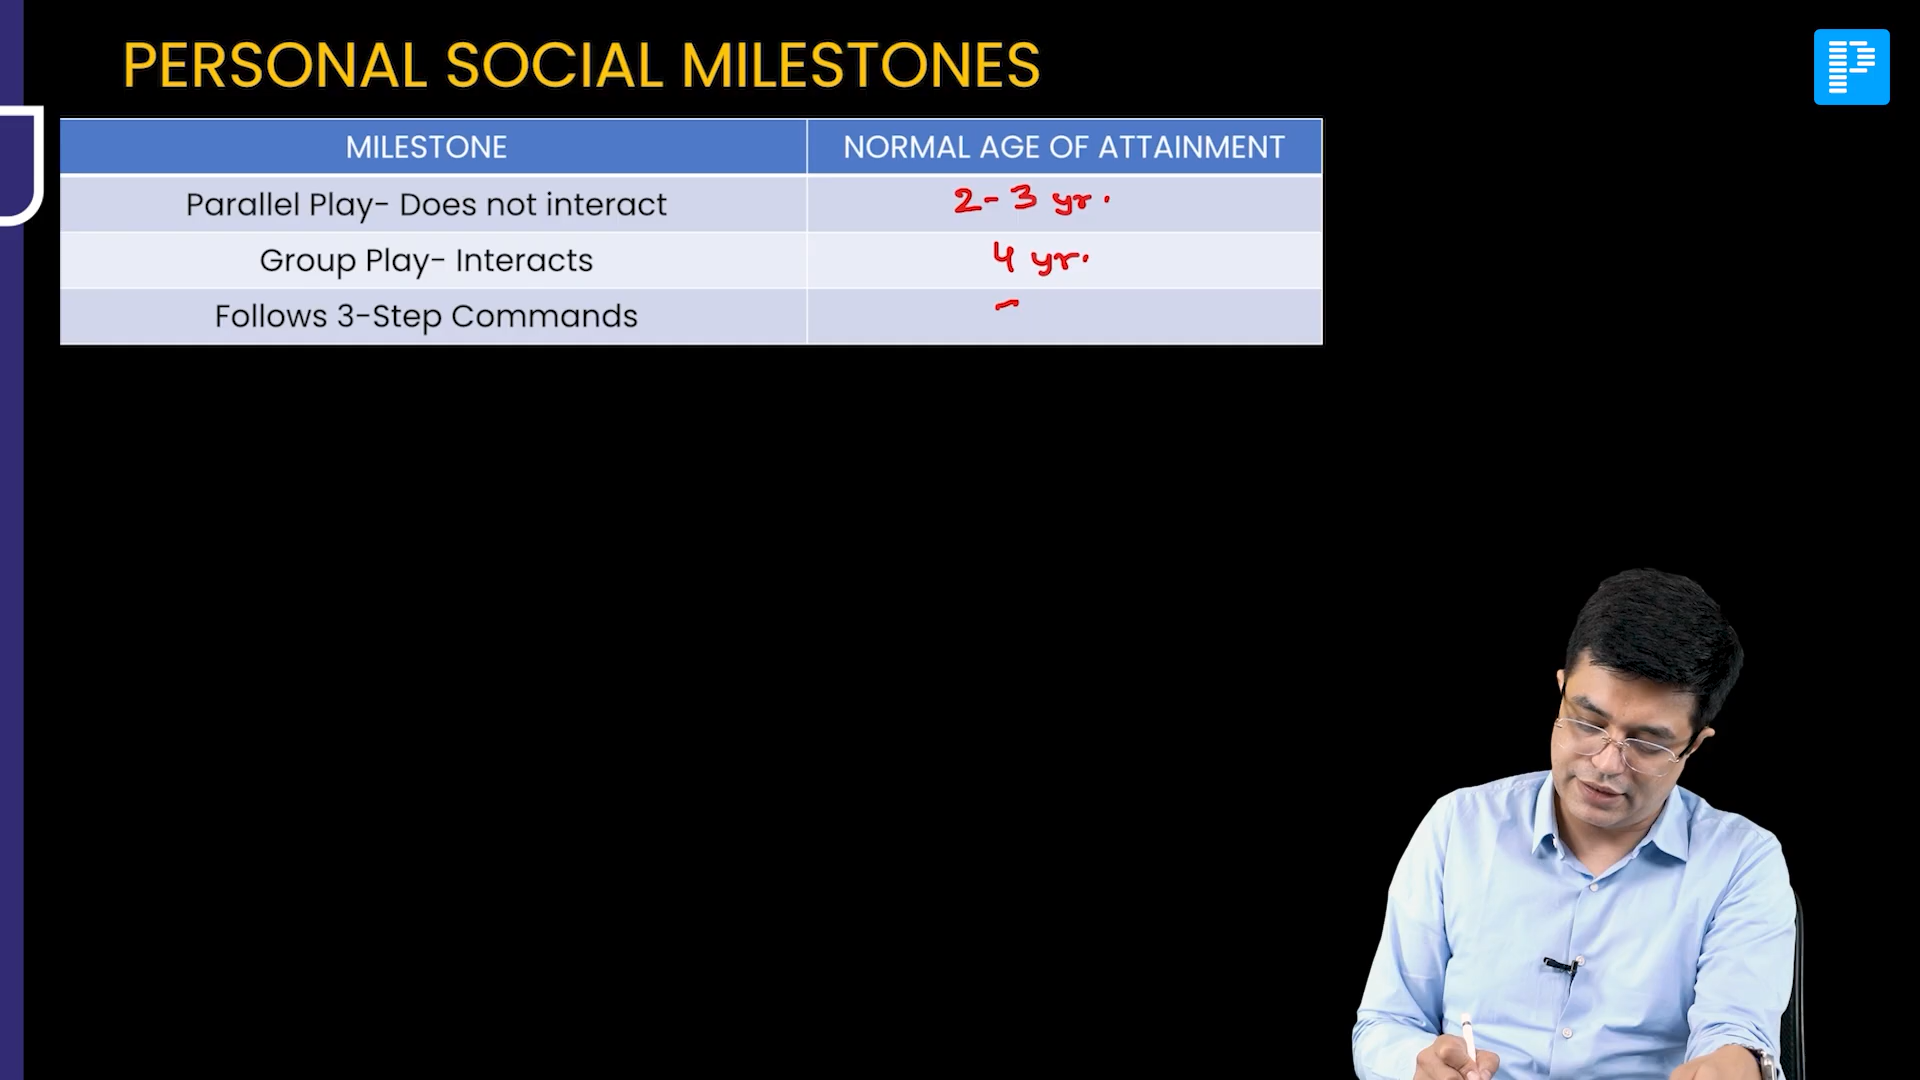 PERSONAL SOCIAL MILESTONES
MILESTONE NORMAL AGE OF ATTAINMENT
Parallel Play- Does not interact 2-3 yr.
Group Play- Interacts 4 yr.
Follows 3-Step Commands